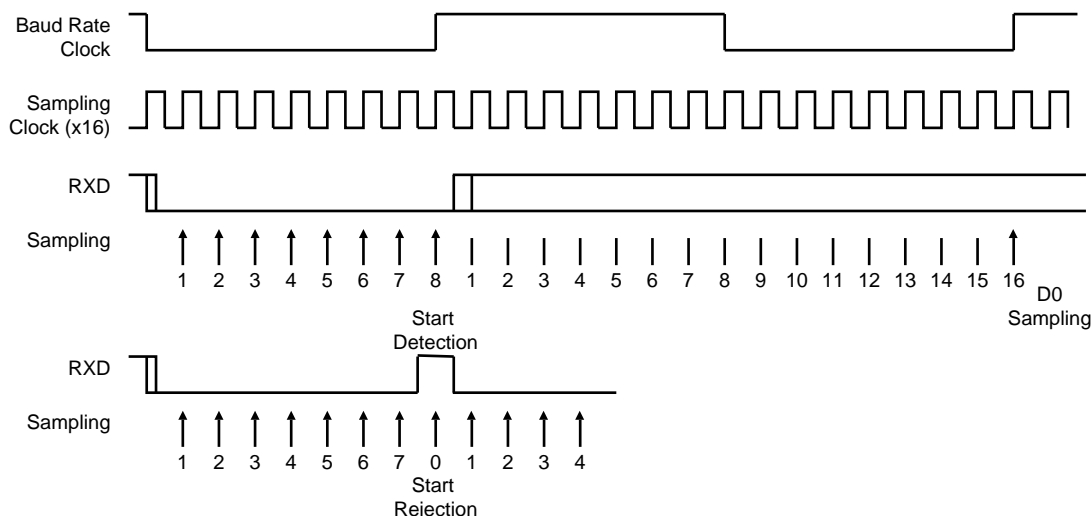 Baud Rate
Clock
Sampling
Clock (x16)
RXD
Sampling
1 2 3 4 5 6 7 8 1 2 3 4 5 6 7 8 9 10 11 12 13 14 15 16
D0
Sampling
Start
Detection
RXD
Sampling
1 2 3 4 5 6 7 0 1 2 3 4
Start
Rejection